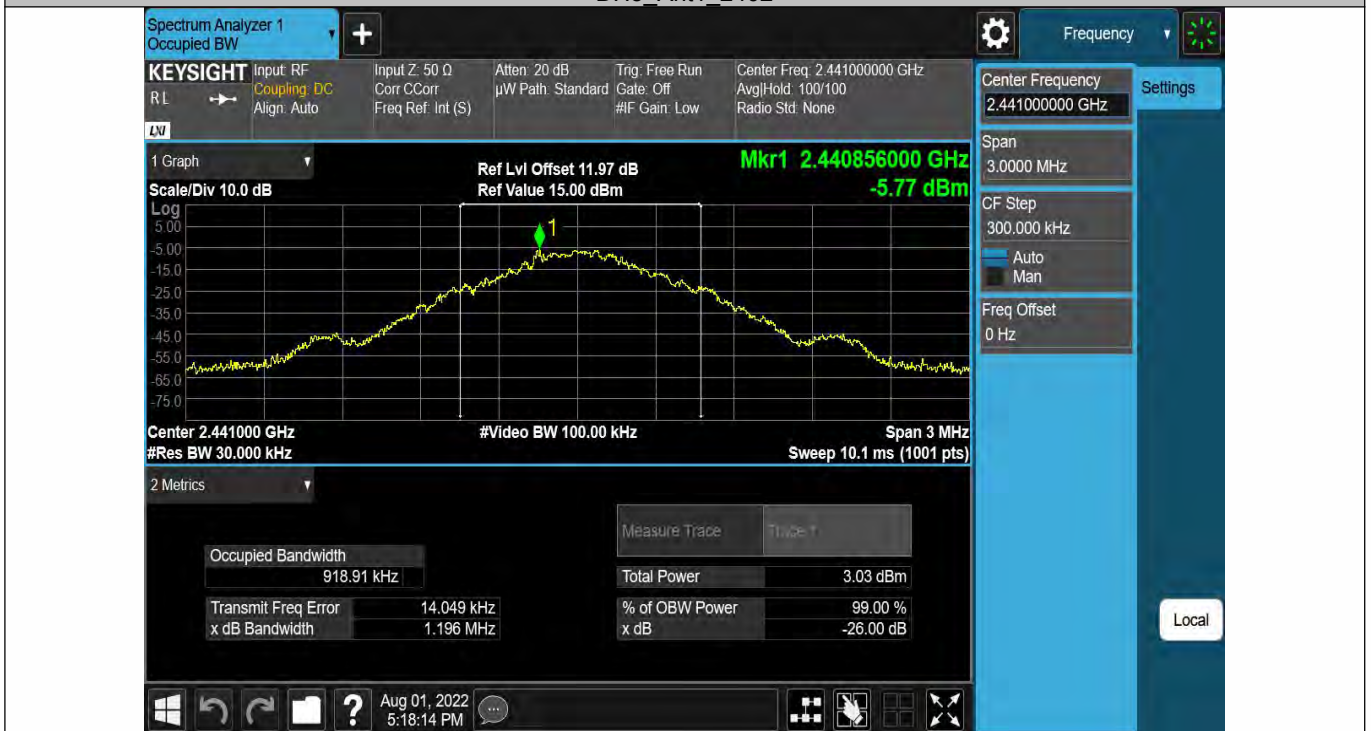 Spectrum Analyzer 1
Occupied BW
Frequency
KEYSIGHT
R L
LXI
Input: RF
Coupling: DC
Align: Auto
Input Z: 50 Ω
Corr CCorr
Freq Ref: Int (S)
Atten: 20 dB
µW Path: Standard
Trig: Free Run
Gate: Off
#IF Gain: Low
Center Freq: 2.441000000 GHz
Avg|Hold: 100/100
Radio Std: None
Center Frequency
2.441000000 GHz
Settings
Span
3.0000 MHz
CF Step
300.000 kHz
Auto
Man
Freq Offset
0 Hz
Local
1 Graph
Scale/Div 10.0 dB
Ref Lvl Offset 11.97 dB
Ref Value 15.00 dBm
Mkr1 2.440856000 GHz
-5.77 dBm
Log
5.00
-5.00
-15.0
-25.0
-35.0
-45.0
-55.0
-65.0
-75.0
1
Center 2.441000 GHz
#Res BW 30.000 kHz
#Video BW 100.00 kHz
Span 3 MHz
Sweep 10.1 ms (1001 pts)
2 Metrics
Measure Trace
Trace 1
Occupied Bandwidth
918.91 kHz
Total Power 3.03 dBm
Transmit Freq Error 14.049 kHz
% of OBW Power 99.00 %
x dB Bandwidth 1.196 MHz
x dB -26.00 dB
?
Aug 01, 2022
5:18:14 PM